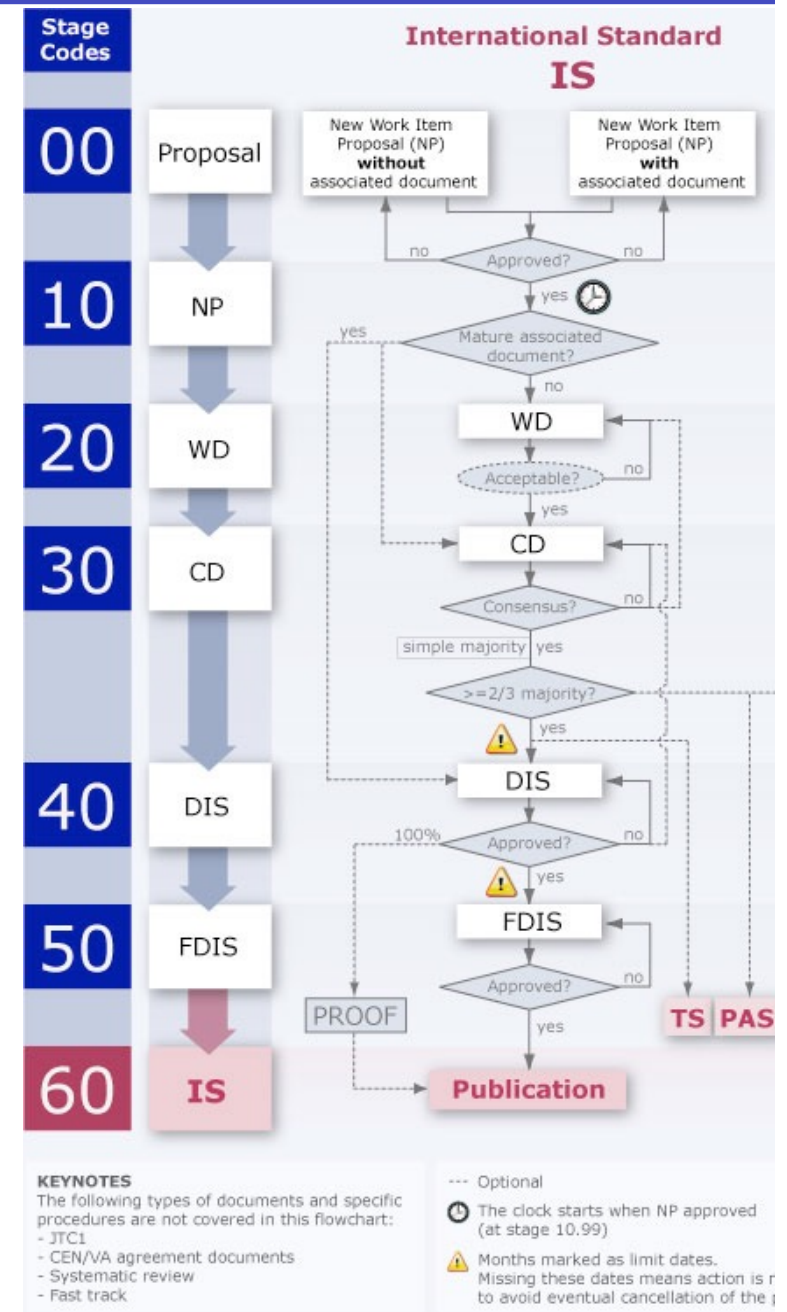 Stage
Codes
International Standard
IS
00
Proposal
New Work Item
Proposal (NP)
without
associated document
New Work Item
Proposal (NP)
with
associated document
no
Approved?
no
yes
10
NP
yes
Mature associated
document?
no
20
WD
WD
Acceptable?
no
yes
30
CD
CD
Consensus?
no
simple majority
yes
>=2/3 majority?
yes
40
DIS
DIS
100%
Approved?
no
yes
50
FDIS
FDIS
Approved?
no
PROOF
yes
TS
PAS
60
IS
Publication
KEYNOTES
The following types of documents and specific
procedures are not covered in this flowchart:
- JTC1
- CEN/VA agreement documents
- Systematic review
- Fast track
--- Optional
The clock starts when NP approved
(at stage 10.99)
Months marked as limit dates.
Missing these dates means action is
to avoid eventual cancellation of the